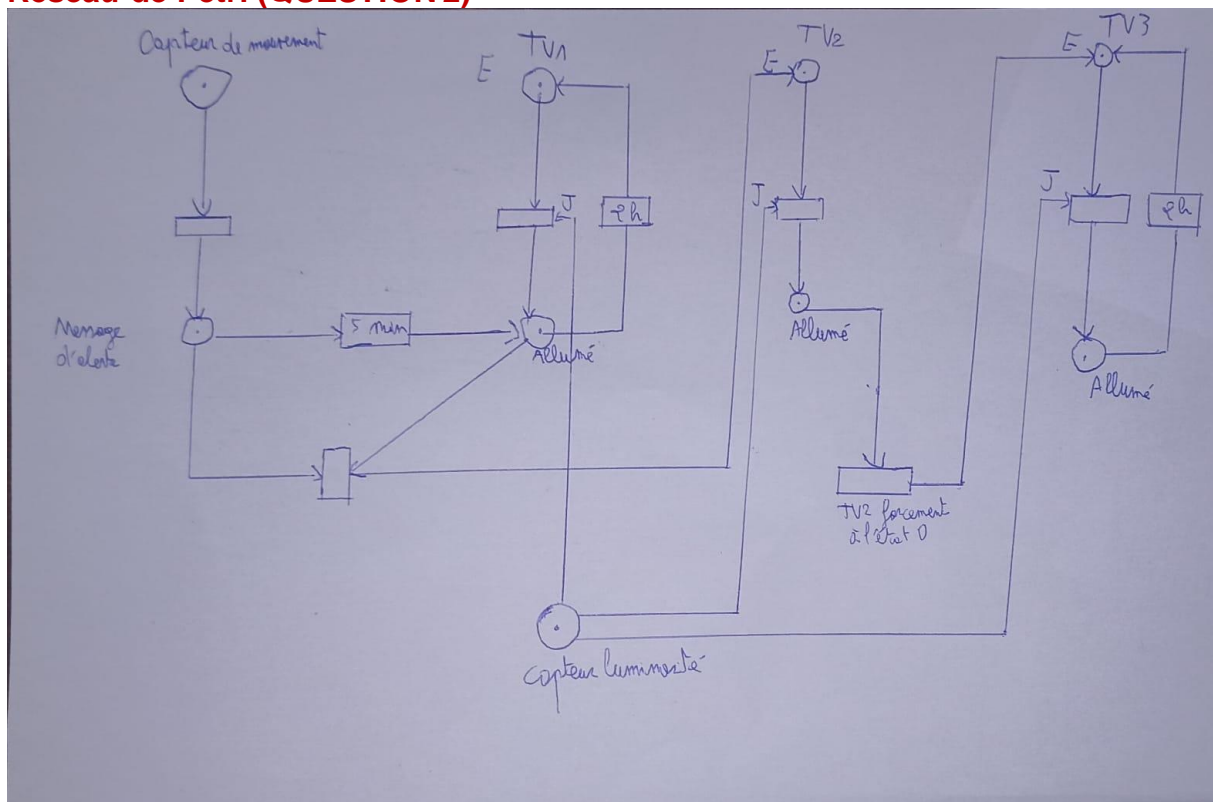 Réseau de Pétri (QUESTION 2)
Capteur de mouvement
E TV1
E TV2
E TV3
J
2h
J
J
2h
Message
d'alerte
5 min
Allumé
Allumé
Allumé
TV2 forcement
à l'état 0
Capteur luminosité